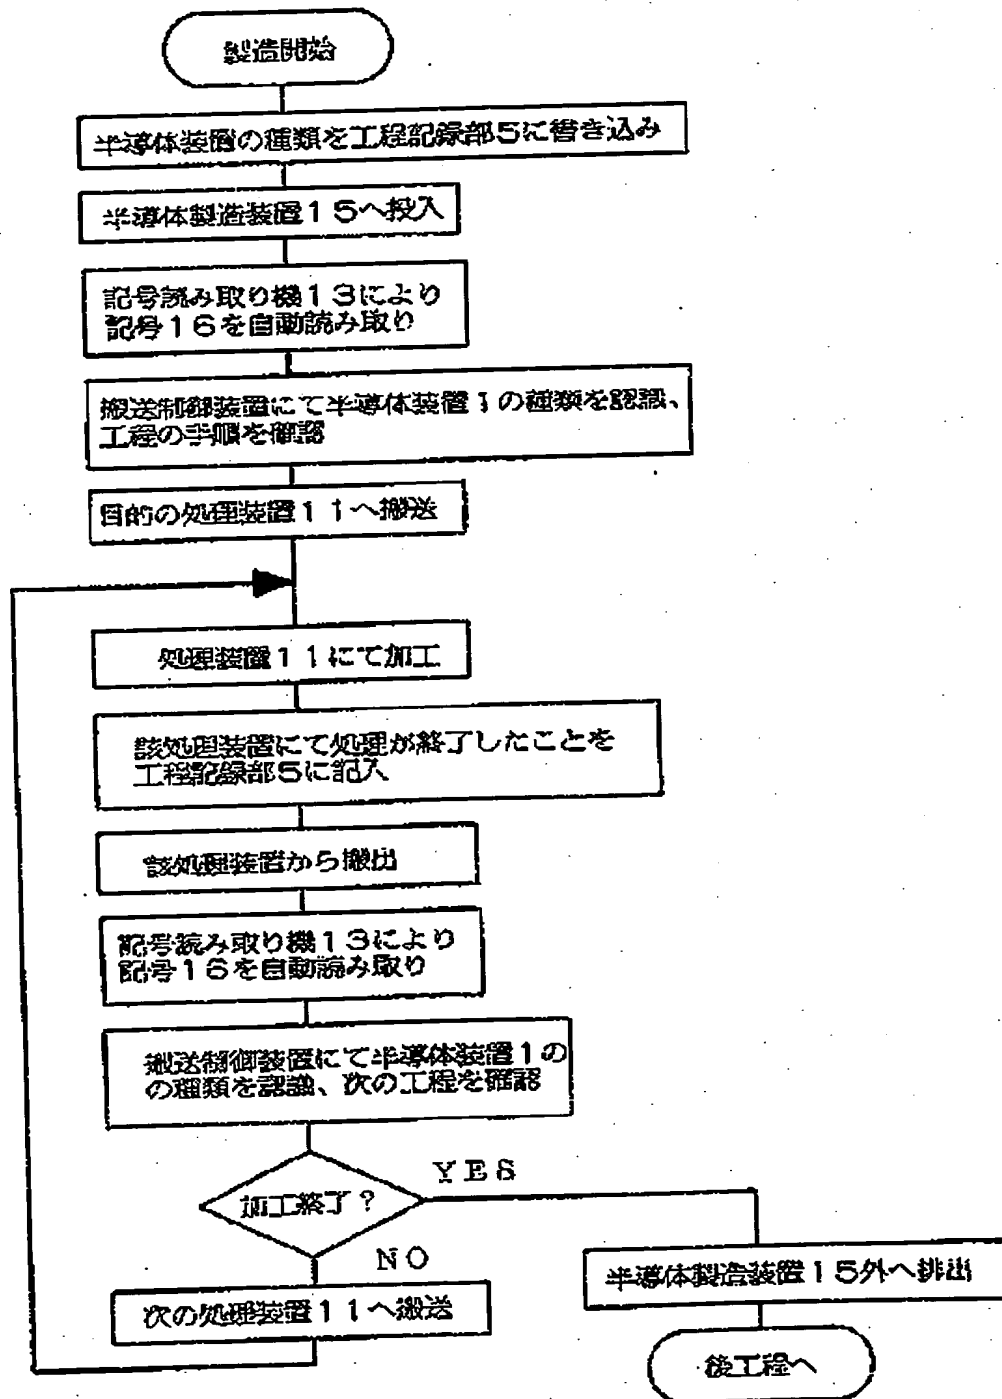 製造開始
半導体装置の種類を工程記録部5に書き込み
半導体製造装置15へ投入
記号読み取り機13により
記号16を自動読み取り
搬送制御装置にて半導体装置1の種類を認識、
工程の手順を確認
目的の処理装置11へ搬送
処理装置11にて加工
該処理装置にて処理が終了したことを
工程記録部5に記入
該処理装置から搬出
記号読み取り機13により
記号16を自動読み取り
搬送制御装置にて半導体装置1の
の種類を認識、次の工程を確認
加工終了?
YES
NO
次の処理装置11へ搬送
半導体製造装置15外へ排出
後工程へ